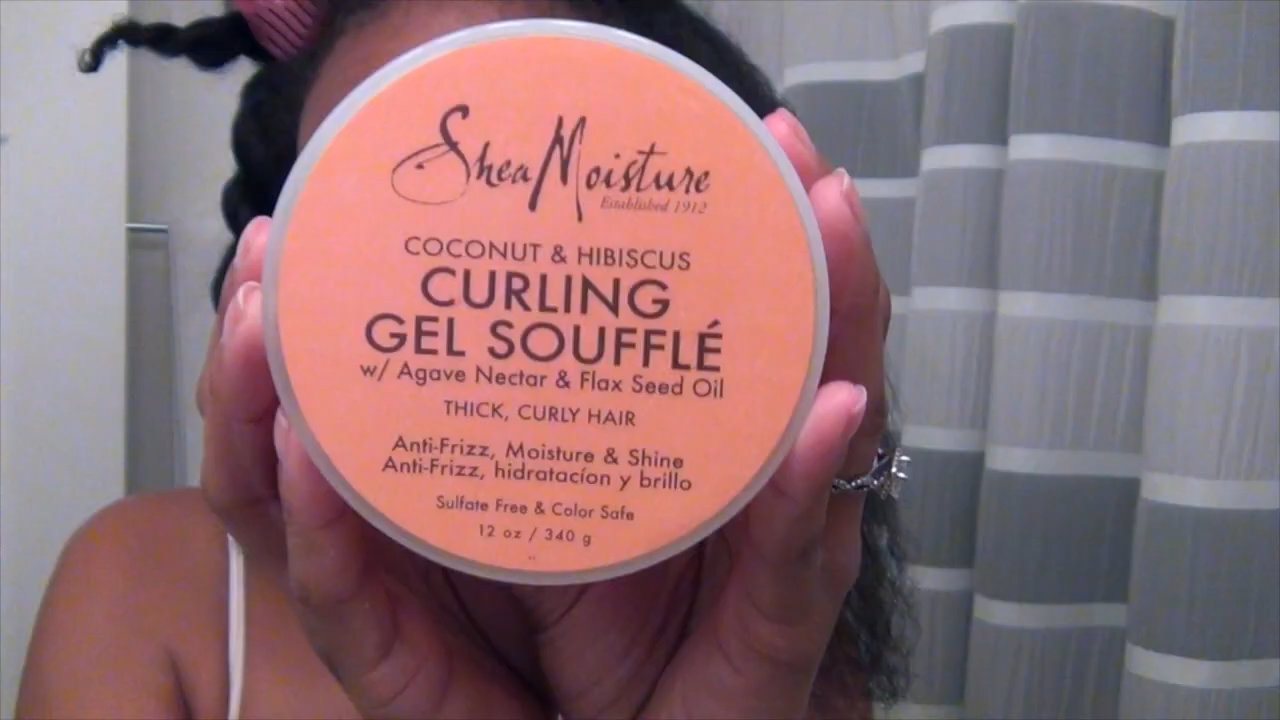 SheaMoisture
Established 1912
COCONUT & HIBISCUS
CURLING
GEL SOUFFLÉ
w/ Agave Nectar & Flax Seed Oil
THICK, CURLY HAIR
Anti-Frizz, Moisture & Shine
Anti-Frizz, hidratacíon y brillo
Sulfate Free & Color Safe
12 oz / 340 g